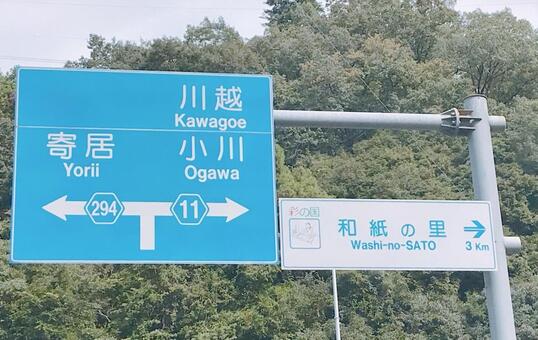 川越
Kawagoe
寄居
Yorii
小川
Ogawa
294
11
彩の国
和紙の里
Washi-no-SATO
3 Km